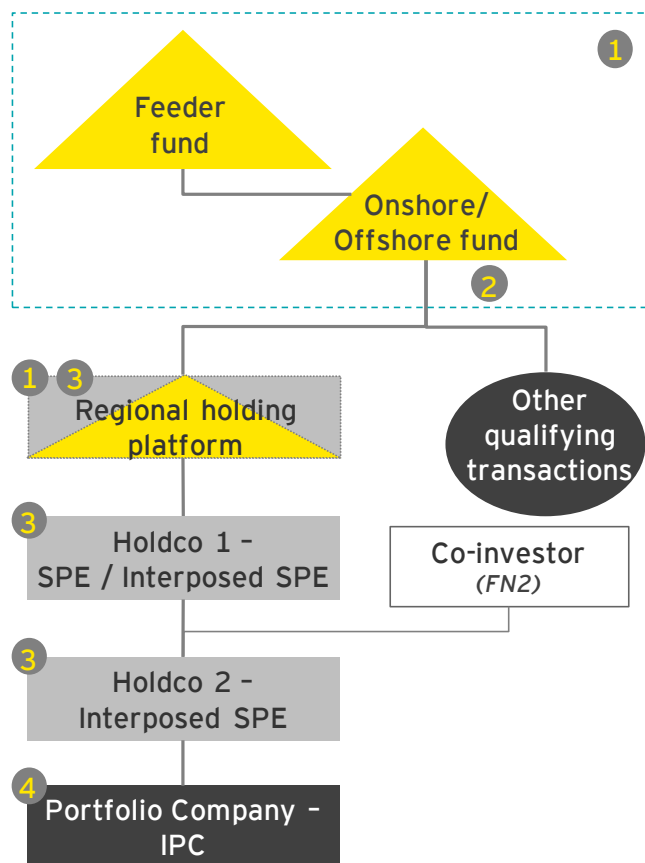 1
Feeder
fund
Onshore/
Offshore fund
2
1 3
Regional holding
platform
Other
qualifying
transactions
3
Holdco 1 –
SPE / Interposed SPE
Co-investor
(FN2)
3
Holdco 2 –
Interposed SPE
4
Portfolio Company –
IPC